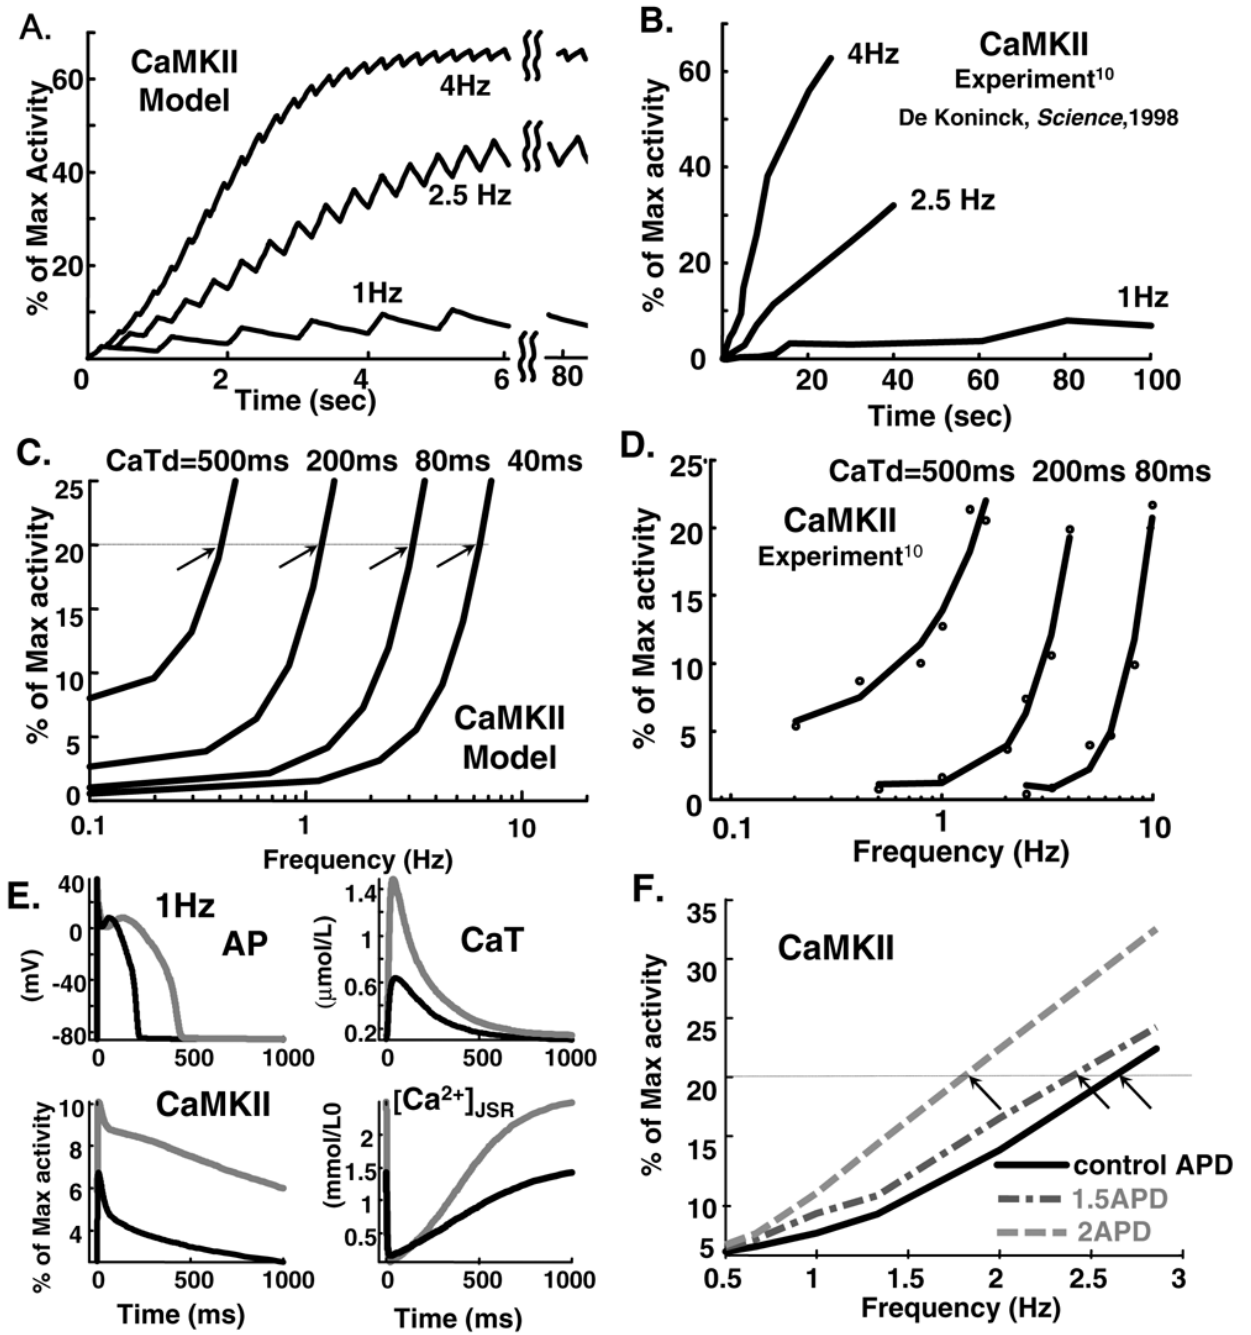 A.
CaMKII
Model
% of Max Activity
60
40
20
0
4Hz
2.5 Hz
1Hz
0 2 4 6 80
Time (sec)
B.
CaMKII
Experiment¹⁰
De Koninck, Science,1998
% of Max activity
60
40
20
0
4Hz
2.5 Hz
1Hz
20 40 60 80 100
Time (sec)
C.
CaTd=500ms 200ms 80ms 40ms
% of Max activity
25
20
15
10
5
0
CaMKII
Model
0.1 1 10
Frequency (Hz)
D.
CaTd=500ms 200ms 80ms
CaMKII
Experiment¹⁰
% of Max activity
25
20
15
10
5
0
0.1 1 10
Frequency (Hz)
E.
1Hz
AP
(mV)
40
0
-40
-80
0 500 1000
CaT
(μmol/L)
1.4
1
0.6
0.2
0 500 1000
CaMKII
% of Max activity
10
8
6
4
0 500 1000
Time (ms)
[Ca²⁺]JSR
(mmol/L0
2
1.5
1
0.5
0 1000
Time (ms)
F.
CaMKII
% of Max activity
35
30
25
20
15
10
5
control APD
1.5APD
2APD
0.5 1 1.5 2 2.5 3
Frequency (Hz)